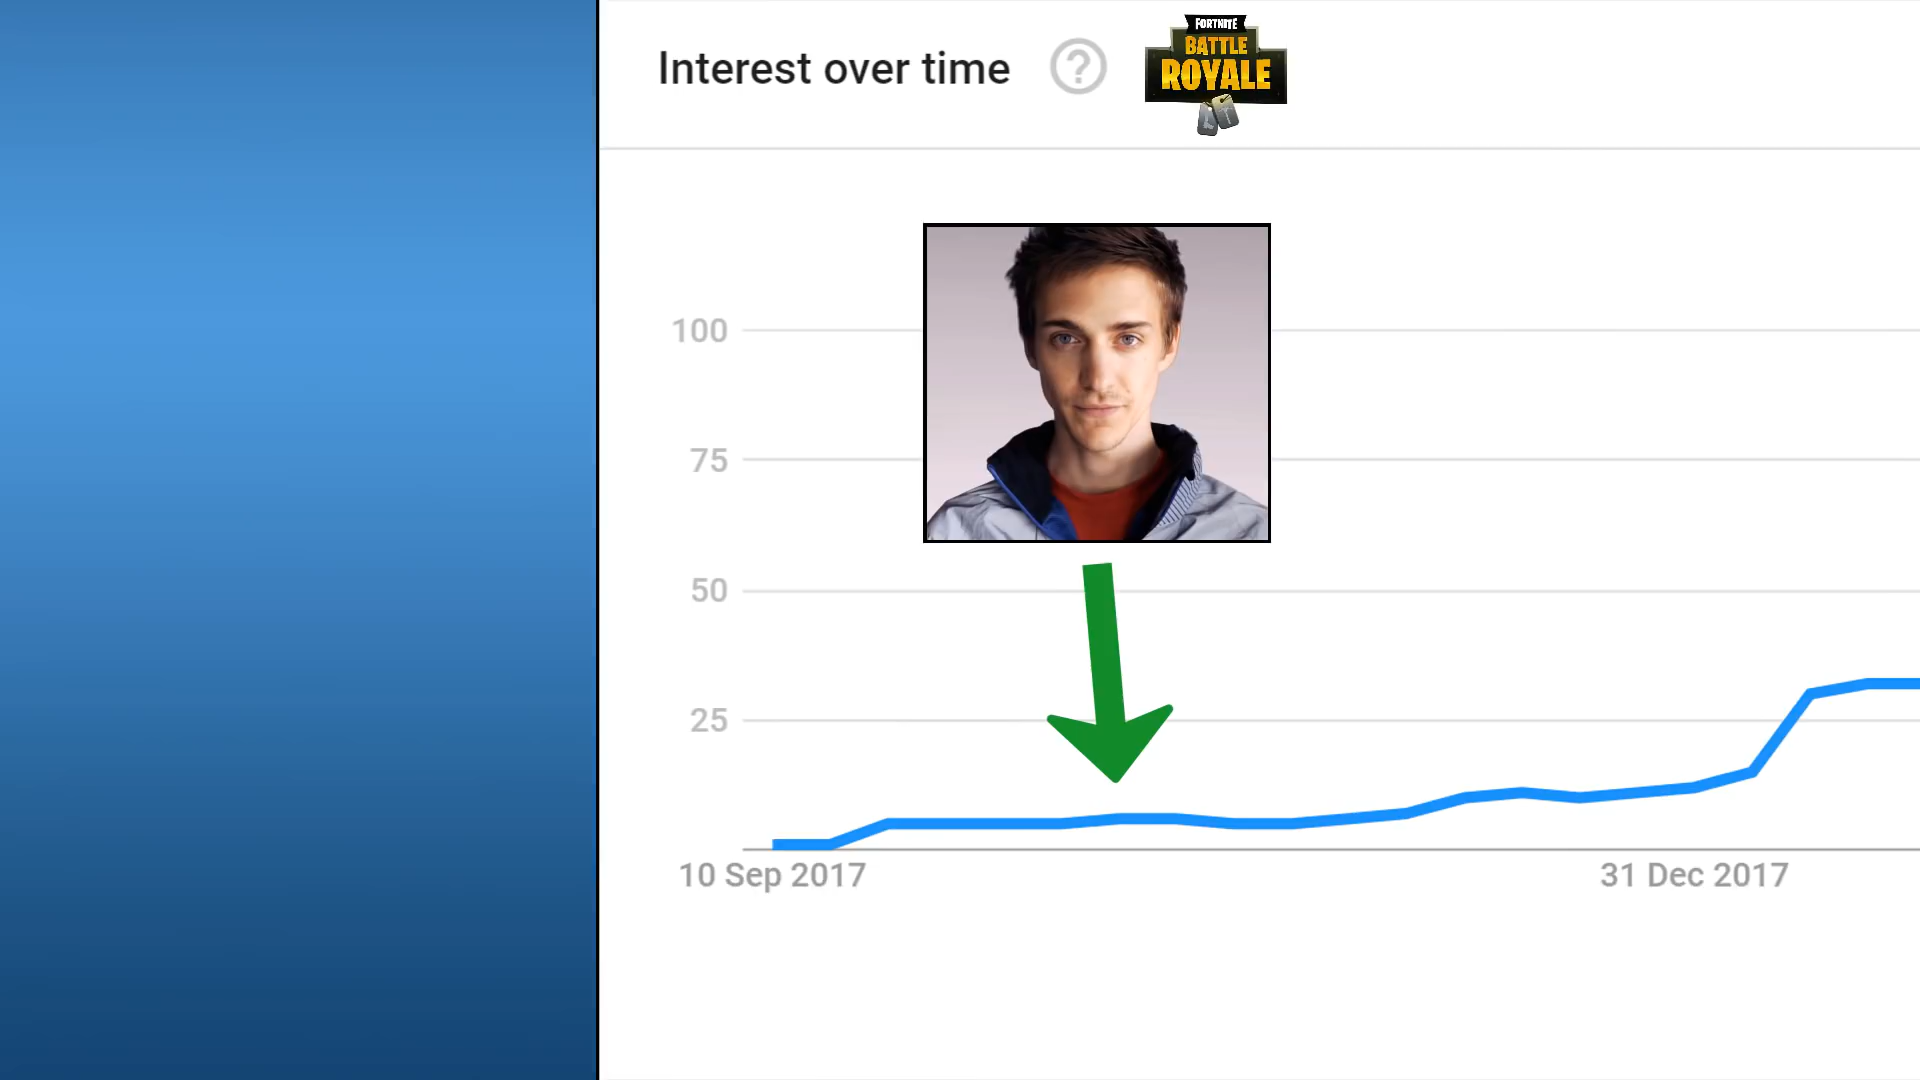 Interest over time
?
FORTNITE
BATTLE
ROYALE
100
75
50
25
10 Sep 2017
31 Dec 2017